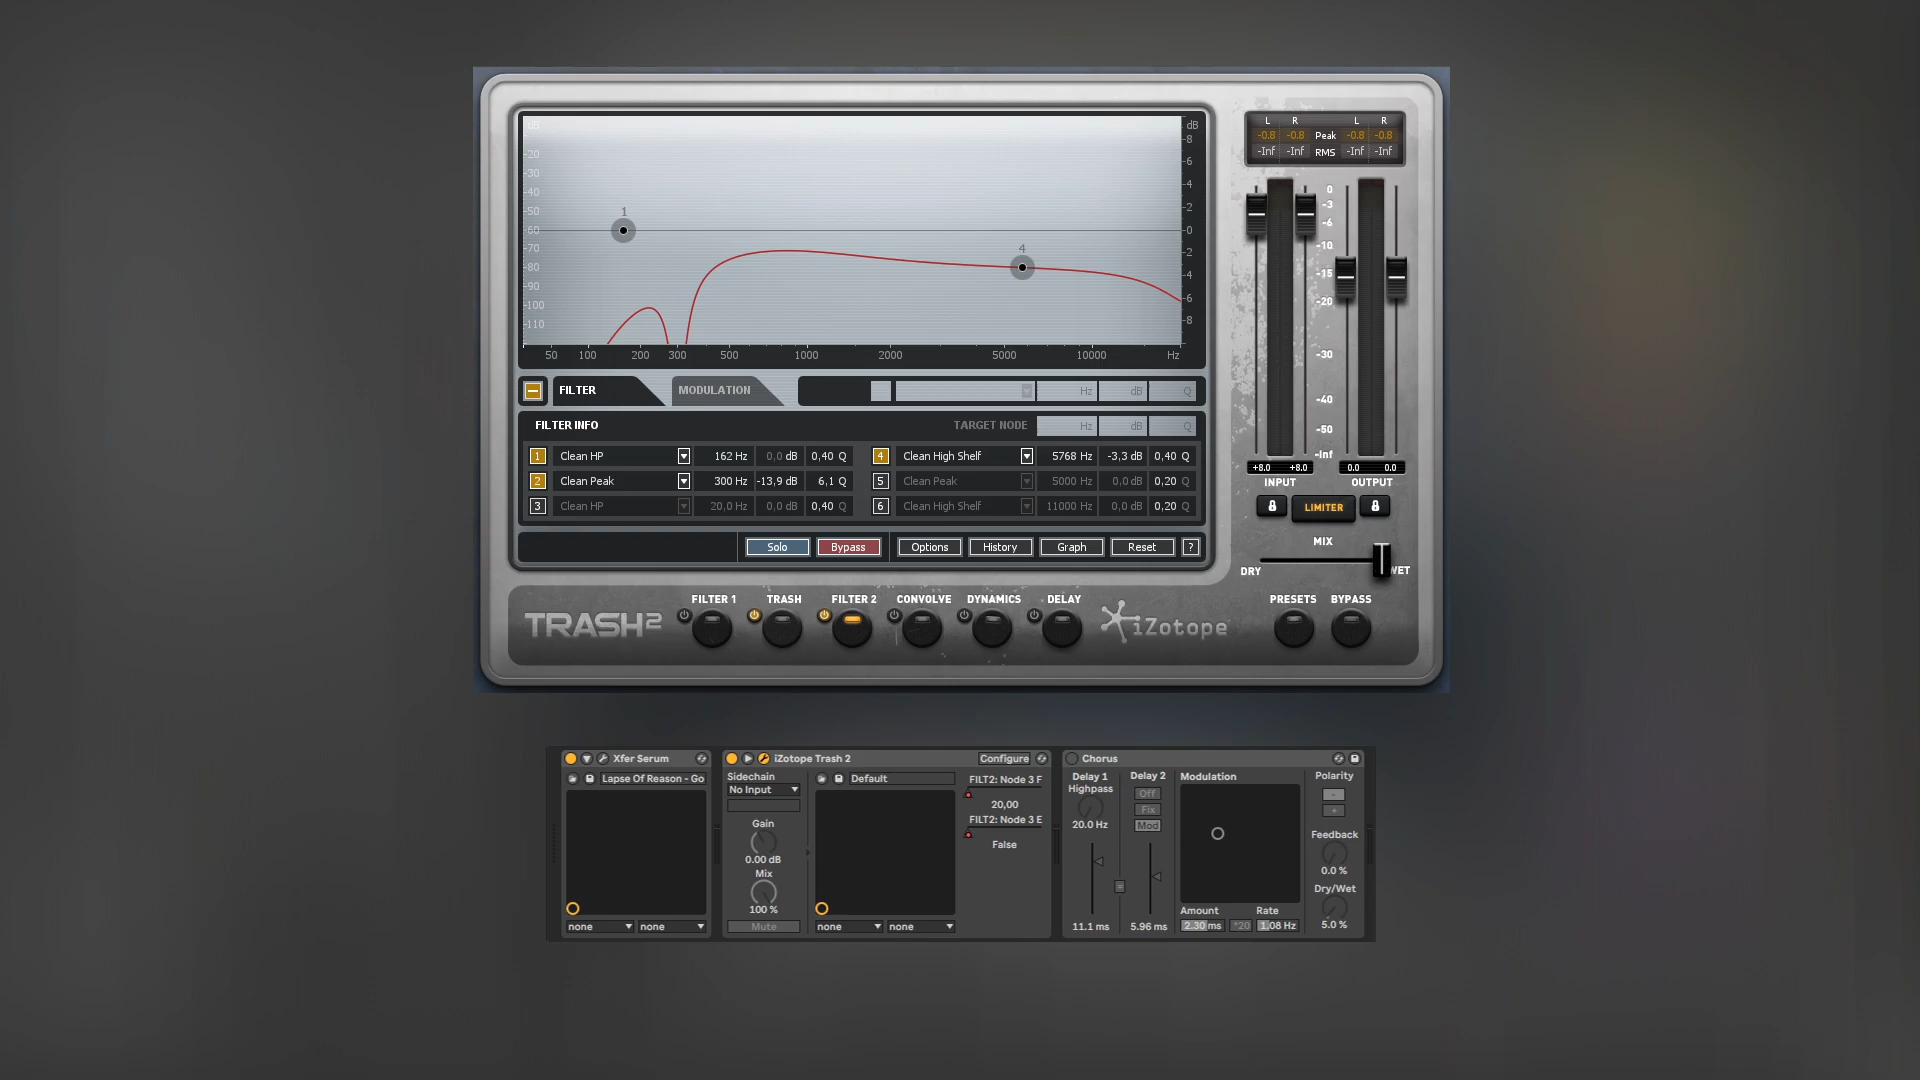 L R L R
-0.8 -0.8 Peak -0.8 -0.8
-Inf -Inf RMS -Inf -Inf
dB dB
-20
-30
-40
-50
-60
-70
-80
-90
-100
-110
8
6
4
2
0
2
4
6
8
1
4
50 100 200 300 500 1000 2000 5000 10000 Hz
FILTER MODULATION Hz dB Q
FILTER INFO TARGET NODE Hz dB Q
1 Clean HP 162 Hz 0,0 dB 0,40 Q 4 Clean High Shelf 5768 Hz -3,3 dB 0,40 Q
2 Clean Peak 300 Hz -13,9 dB 6,1 Q 5 Clean Peak 5000 Hz 0,0 dB 0,20 Q
3 Clean HP 20,0 Hz 0,0 dB 0,40 Q 6 Clean High Shelf 11000 Hz 0,0 dB 0,20 Q
Solo Bypass Options History Graph Reset ?
0
-3
-6
-10
-15
-20
-30
-40
-50
-Inf
+8.0 +8.0 0.0 0.0
INPUT OUTPUT
LIMITER
MIX
DRY WET
FILTER 1 TRASH FILTER 2 CONVOLVE DYNAMICS DELAY PRESETS BYPASS
TRASH2 iZotope
Xfer Serum
Lapse Of Reason - Go
none none
iZotope Trash 2 Configure
Sidechain
No Input
Gain
0.00 dB
Mix
100 %
Mute
Default
none none
FILT2: Node 3 F
20,00
FILT2: Node 3 E
False
Chorus
Delay 1
Highpass
20.0 Hz
11.1 ms
Delay 2
Off
Fix
Mod
5.96 ms
Modulation
Amount Rate
2.30 ms *20 1.08 Hz
Polarity
-
+
Feedback
0.0 %
Dry/Wet
5.0 %